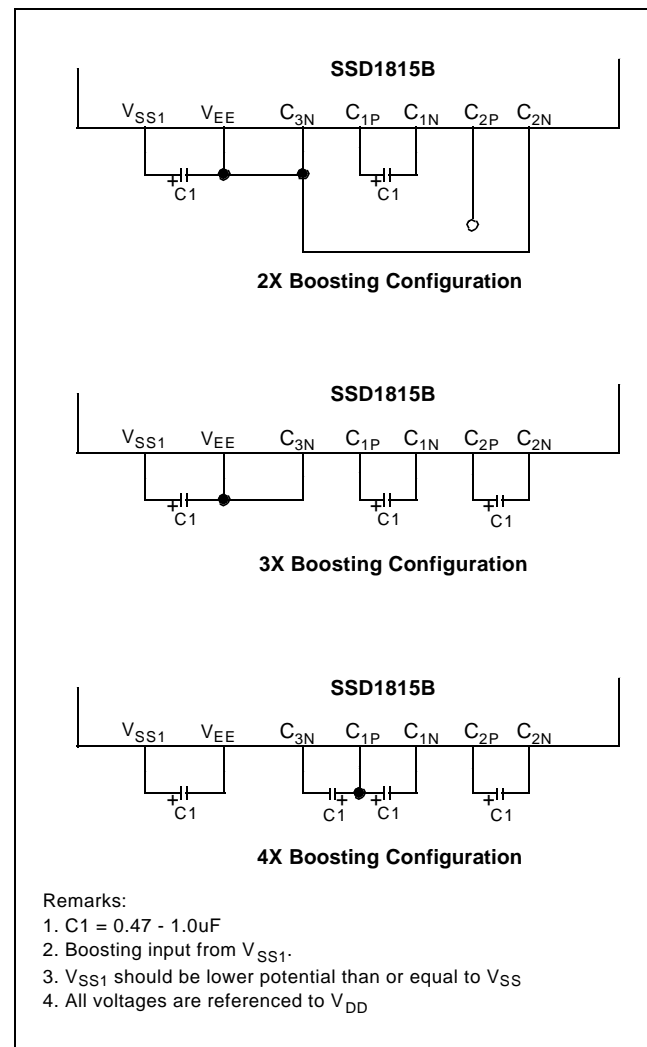 SSD1815B
VSS1 VEE C3N C1P C1N C2P C2N
+ C1 + C1
2X Boosting Configuration
SSD1815B
VSS1 VEE C3N C1P C1N C2P C2N
+ C1 + C1 + C1
3X Boosting Configuration
SSD1815B
VSS1 VEE C3N C1P C1N C2P C2N
+ C1 C1 + + C1 + C1
4X Boosting Configuration
Remarks:
1. C1 = 0.47 - 1.0uF
2. Boosting input from VSS1.
3. VSS1 should be lower potential than or equal to VSS
4. All voltages are referenced to VDD